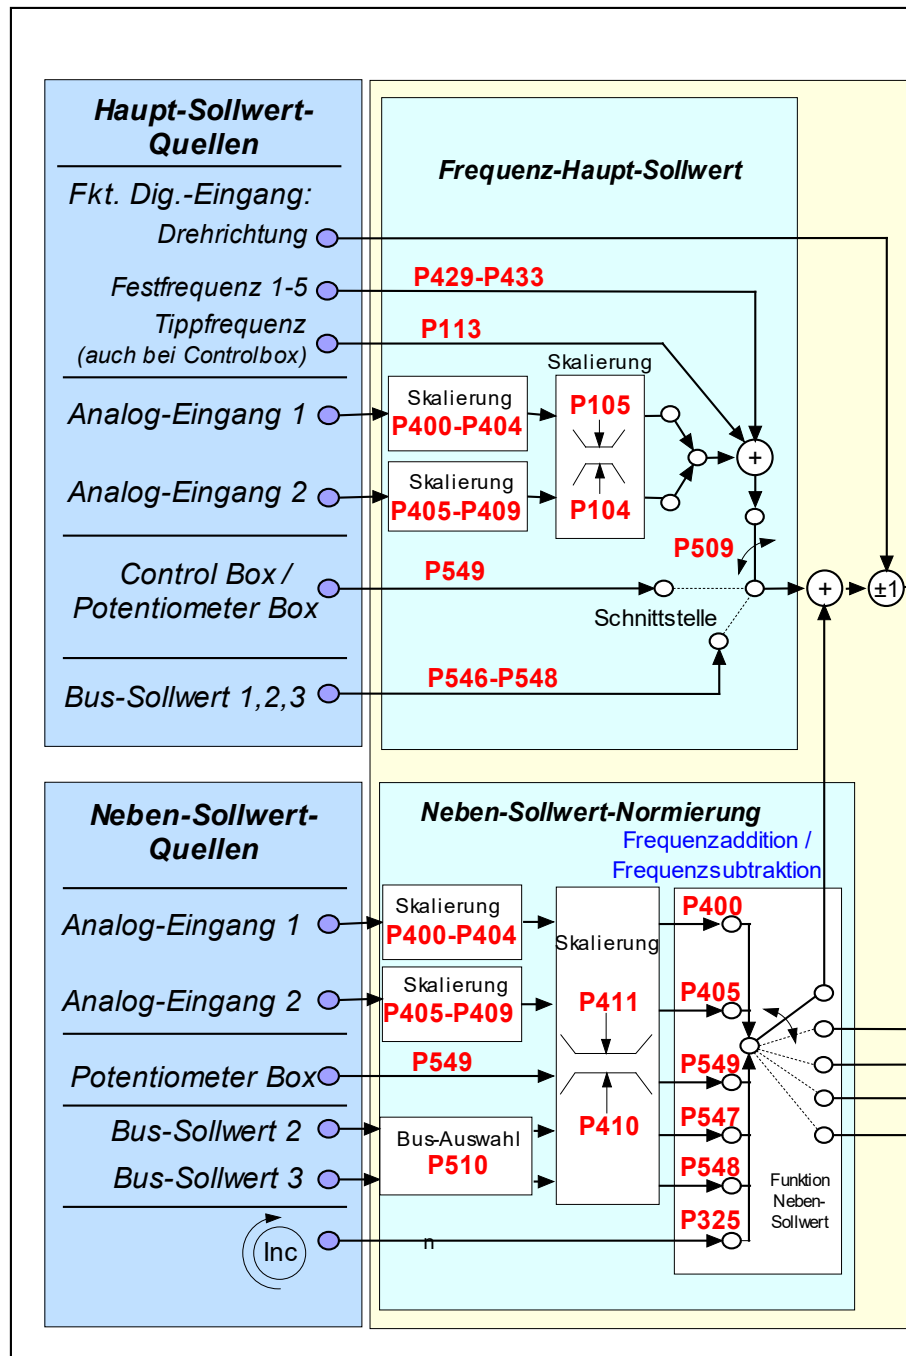 Haupt-Sollwert-
Quellen
Fkt. Dig.-Eingang:
Drehrichtung
Festfrequenz 1-5
Tippfrequenz
(auch bei Controlbox)
Analog-Eingang 1
Analog-Eingang 2
Control Box /
Potentiometer Box
Bus-Sollwert 1,2,3
Frequenz-Haupt-Sollwert
P429-P433
P113
Skalierung
Skalierung
P400-P404
P105
Skalierung
P405-P409
P104
+
P509
P549
Schnittstelle
+
±1
P546-P548
Neben-Sollwert-
Quellen
Analog-Eingang 1
Analog-Eingang 2
Potentiometer Box
Bus-Sollwert 2
Bus-Sollwert 3
Inc
Neben-Sollwert-Normierung
Frequenzaddition /
Frequenzsubtraktion
Skalierung
P400-P404
Skalierung
P405-P409
P549
Bus-Auswahl
P510
n
Skalierung
P411
P410
P400
P405
P549
P547
P548
P325
Funktion
Neben-
Sollwert